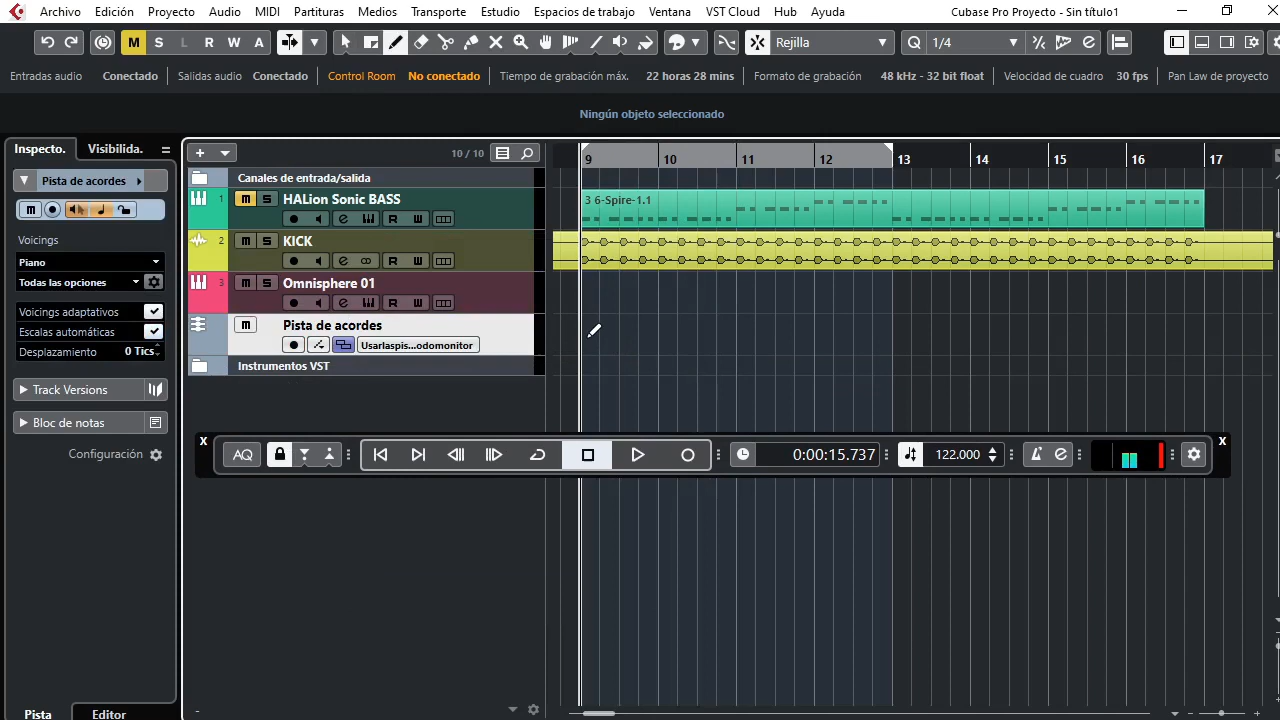 Archivo Edición Proyecto Audio MIDI Partituras Medios Transporte Estudio Espacios de trabajo Ventana VST Cloud Hub Ayuda Cubase Pro Proyecto - Sin título1
M S L R W A Rejilla Q 1/4
Entradas audio Conectado Salidas audio Conectado Control Room No conectado Tiempo de grabación máx. 22 horas 28 mins Formato de grabación 48 kHz - 32 bit float Velocidad de cuadro 30 fps Pan Law de proyecto
Ningún objeto seleccionado
Inspecto. Visibilida.
+ 10 / 10 9 10 11 12 13 14 15 16 17
Pista de acordes
Canales de entrada/salida
1 m S HALion Sonic BASS
3 6-Spire-1.1
e R W
m
Voicings
2 m S KICK
Piano
e R W
Todas las opciones
3 m S Omnisphere 01
e R W
Voicings adaptativos
m Pista de acordes
Escalas automáticas
Usarlaspis...odomonitor
Desplazamiento 0 Tics
Instrumentos VST
Track Versions
Bloc de notas
Configuración
X X
AQ 0:00:15.737 122.000 e
Pista Editor